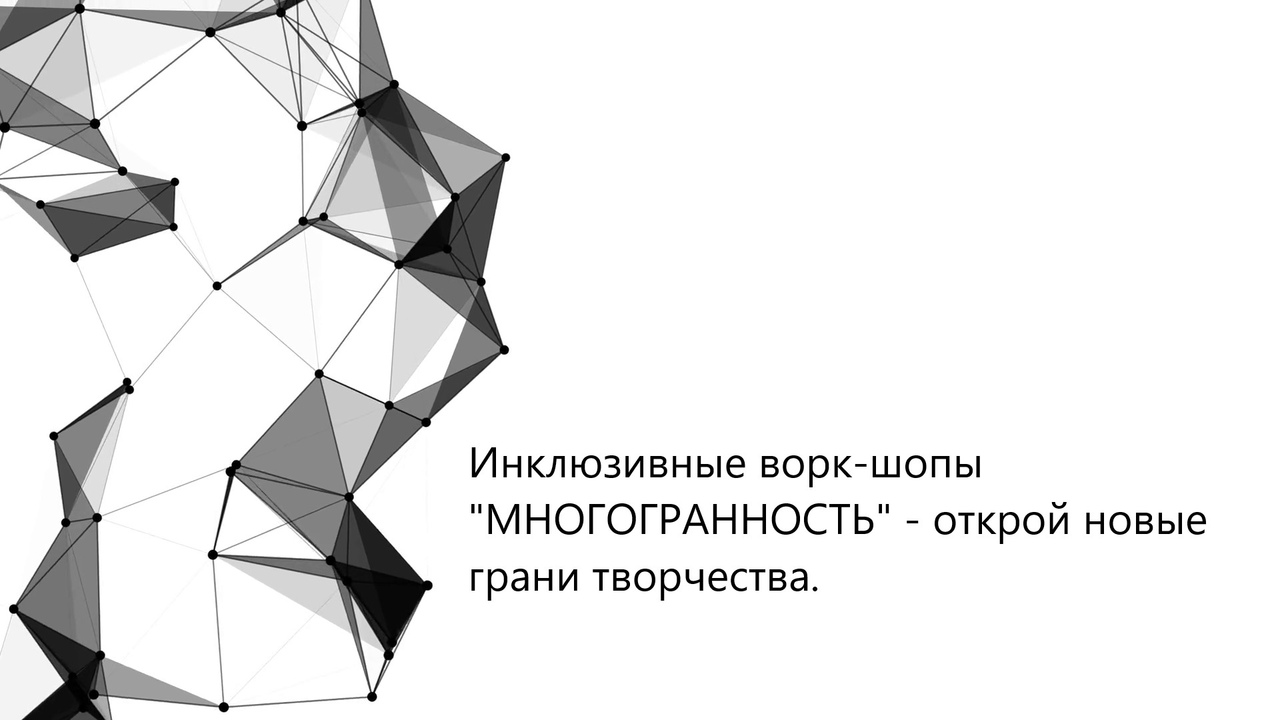 Инклюзивные ворк-шопы
"МНОГОГРАННОСТЬ" - открой новые
грани творчества.